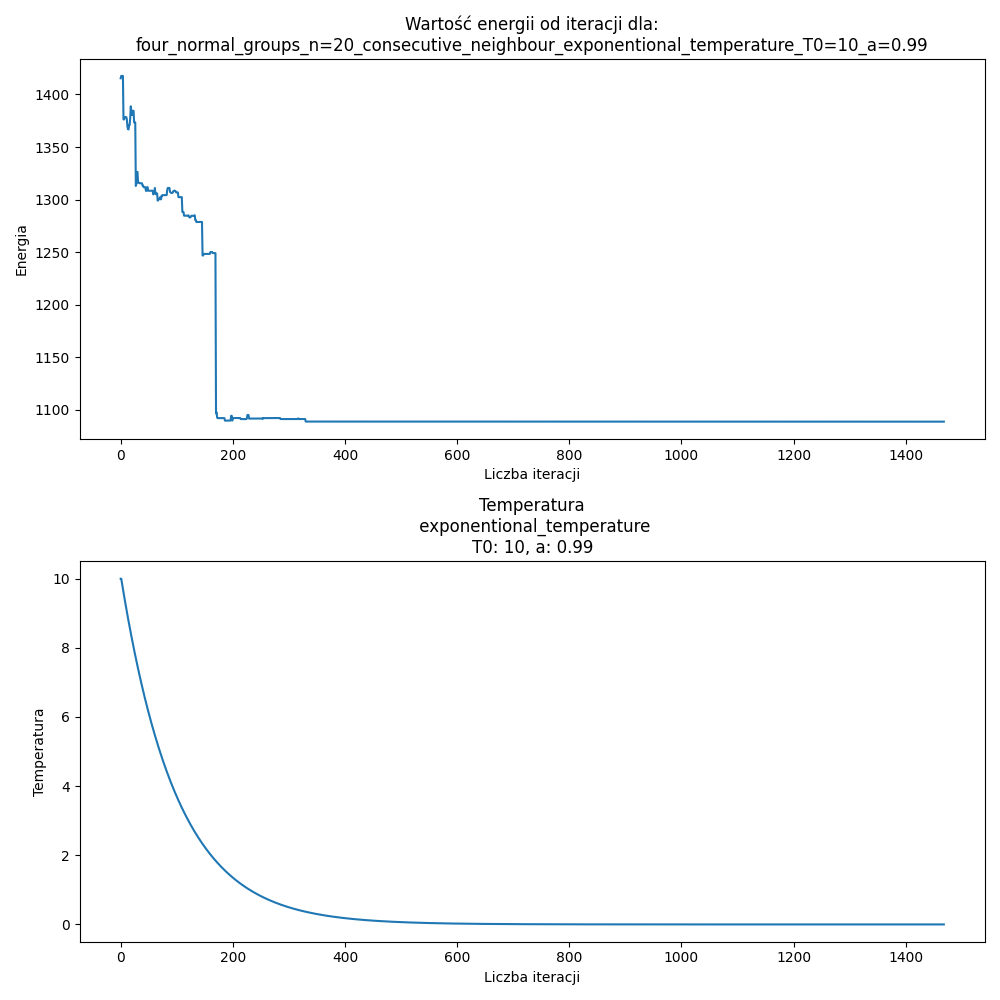 Wartość energii od iteracji dla:
four_normal_groups_n=20_consecutive_neighbour_exponentional_temperature_T0=10_a=0.99
1400
1350
1300
1250
1200
1150
1100
Energia
0 200 400 600 800 1000 1200 1400
Liczba iteracji
Temperatura
exponentional_temperature
T0: 10, a: 0.99
10
8
6
4
2
0
Temperatura
0 200 400 600 800 1000 1200 1400
Liczba iteracji